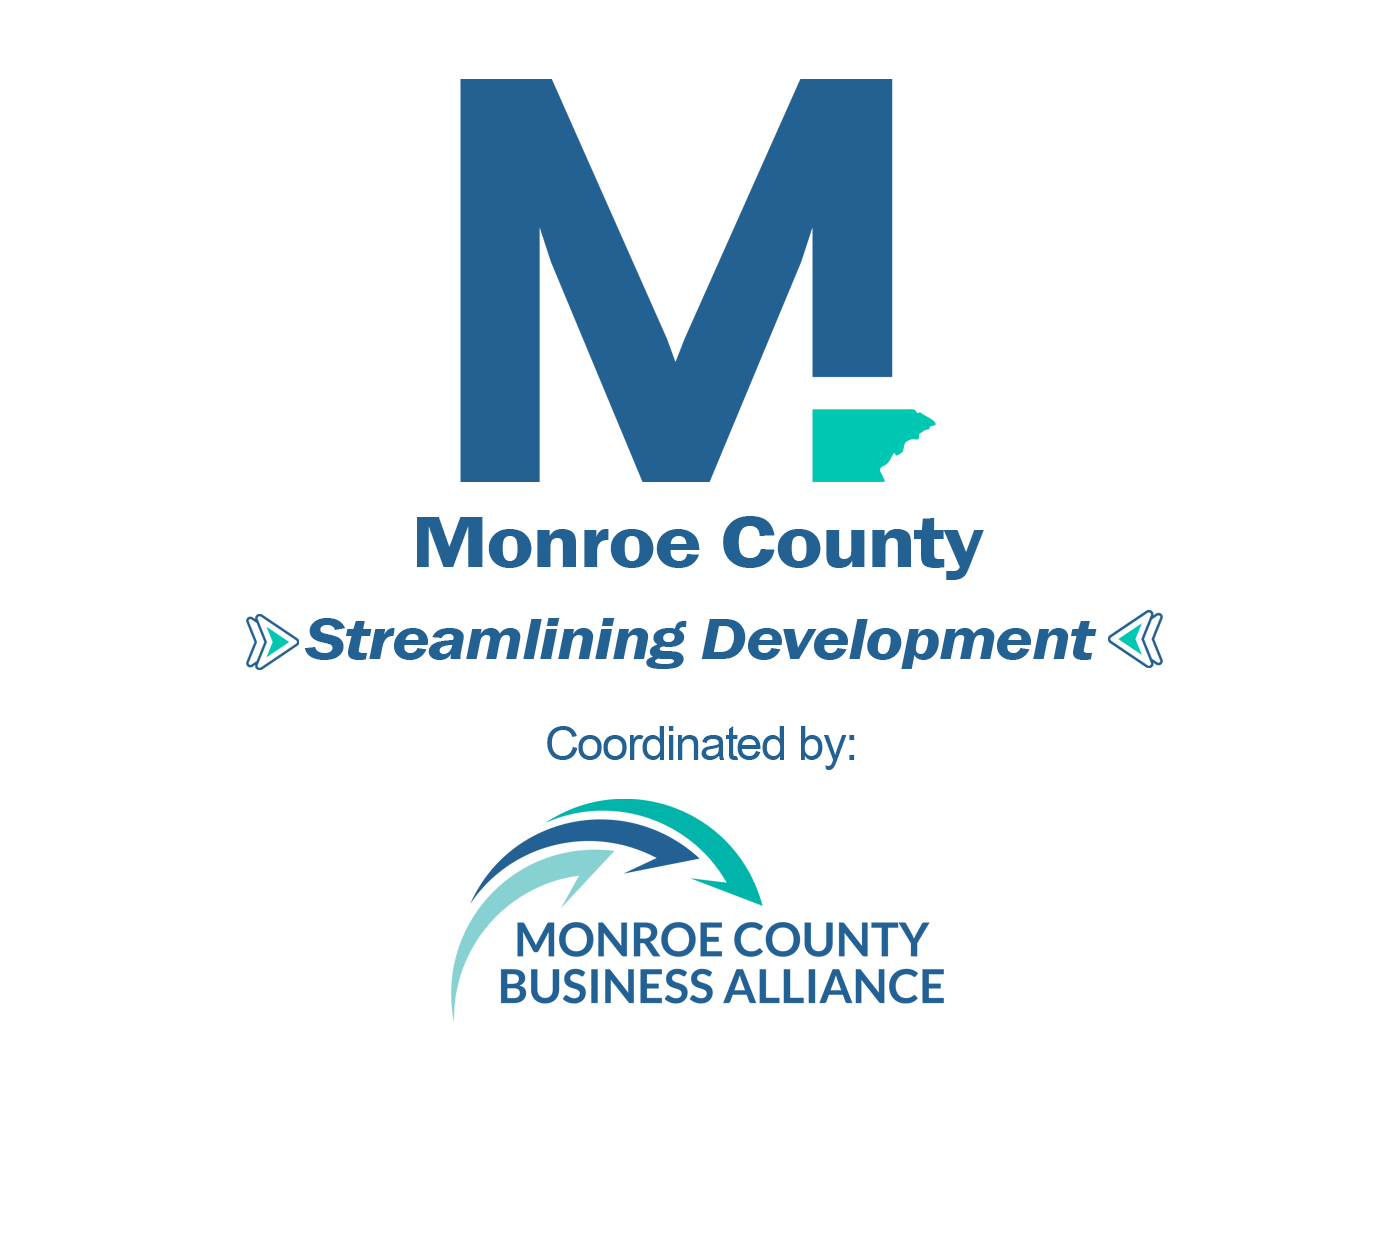 M
Monroe County
Streamlining Development
Coordinated by:
MONROE COUNTY
BUSINESS ALLIANCE